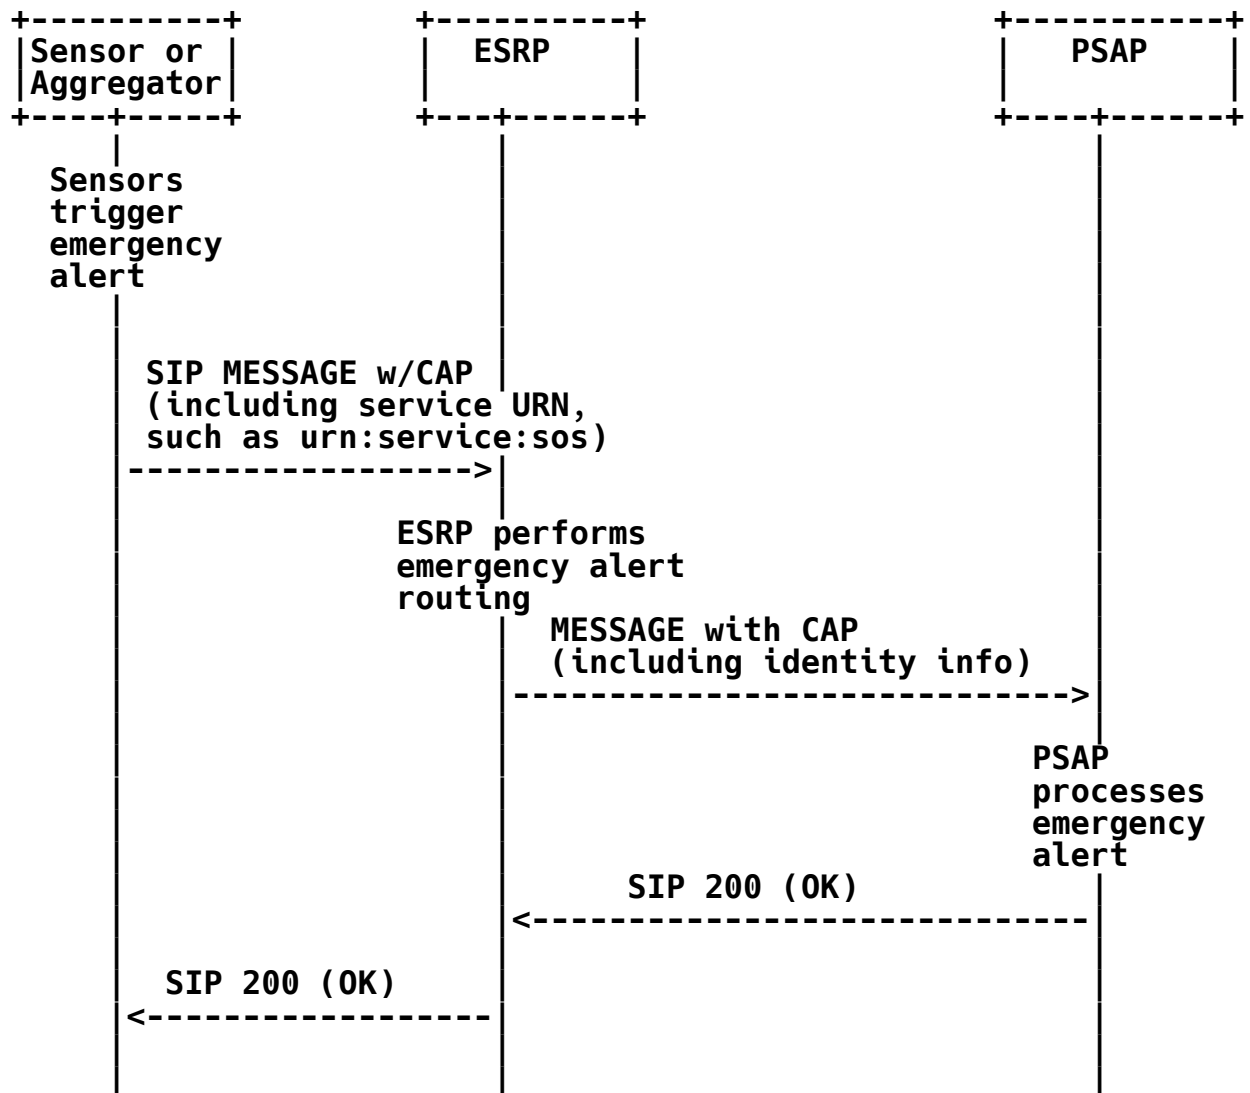 +----------+         +-----------+                  +------------+
|Sensor or |         |  ESRP     |                  |   PSAP     |
|Aggregator|         |           |                  |            |
+----+-----+         +---+-------+                  +----+-------+
Sensors
trigger
emergency
alert
SIP MESSAGE w/CAP
(including service URN,
such as urn:service:sos)
------------------>
ESRP performs
emergency alert
routing
MESSAGE with CAP
(including identity info)
----------------------------->
PSAP
processes
emergency
alert
SIP 200 (OK)
<-----------------------------
SIP 200 (OK)
<------------------